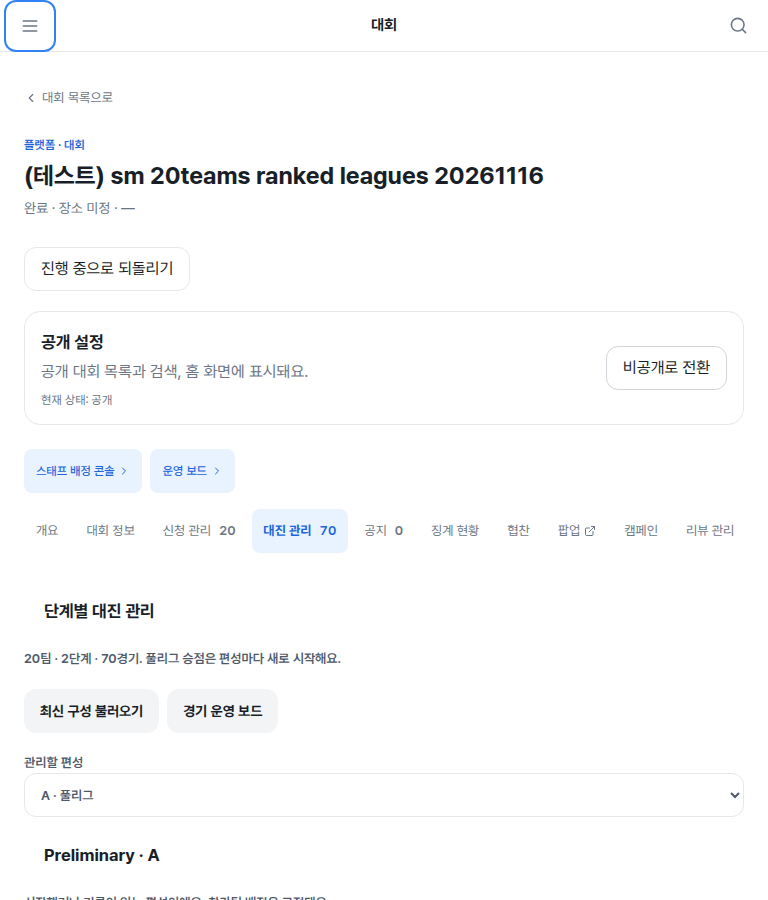 대회
대회 목록으로
플랫폼 · 대회
(테스트) sm 20teams ranked leagues 20261116
완료 · 장소 미정 · —
진행 중으로 되돌리기
공개 설정
공개 대회 목록과 검색, 홈 화면에 표시돼요.
현재 상태: 공개
비공개로 전환
스태프 배정 콘솔
운영 보드
개요 대회 정보 신청 관리 20 대진 관리 70 공지 0 징계 현황 협찬 팝업 캠페인 리뷰 관리
단계별 대진 관리
20팀 · 2단계 · 70경기. 풀리그 승점은 편성마다 새로 시작해요.
최신 구성 불러오기
경기 운영 보드
관리할 편성
A · 풀리그
Preliminary · A